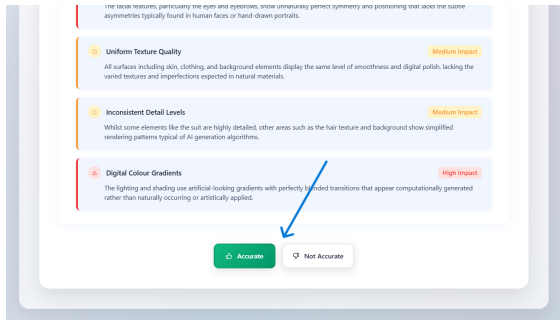 The facial features, particularly the eyes and eyebrows, show unnaturally perfect symmetry and positioning that lacks the subtle
asymmetries typically found in human faces or hand-drawn portraits.
Uniform Texture Quality
Medium Impact
All surfaces including skin, clothing, and background elements display the same level of smoothness and digital polish, lacking the
varied textures and imperfections expected in natural materials.
Inconsistent Detail Levels
Medium Impact
Whilst some elements like the suit are highly detailed, other areas such as the hair texture and background show simplified
rendering patterns typical of AI generation algorithms.
Digital Colour Gradients
High Impact
The lighting and shading use artificial-looking gradients with perfectly blended transitions that appear computationally generated
rather than naturally occurring or artistically applied.
Accurate
Not Accurate